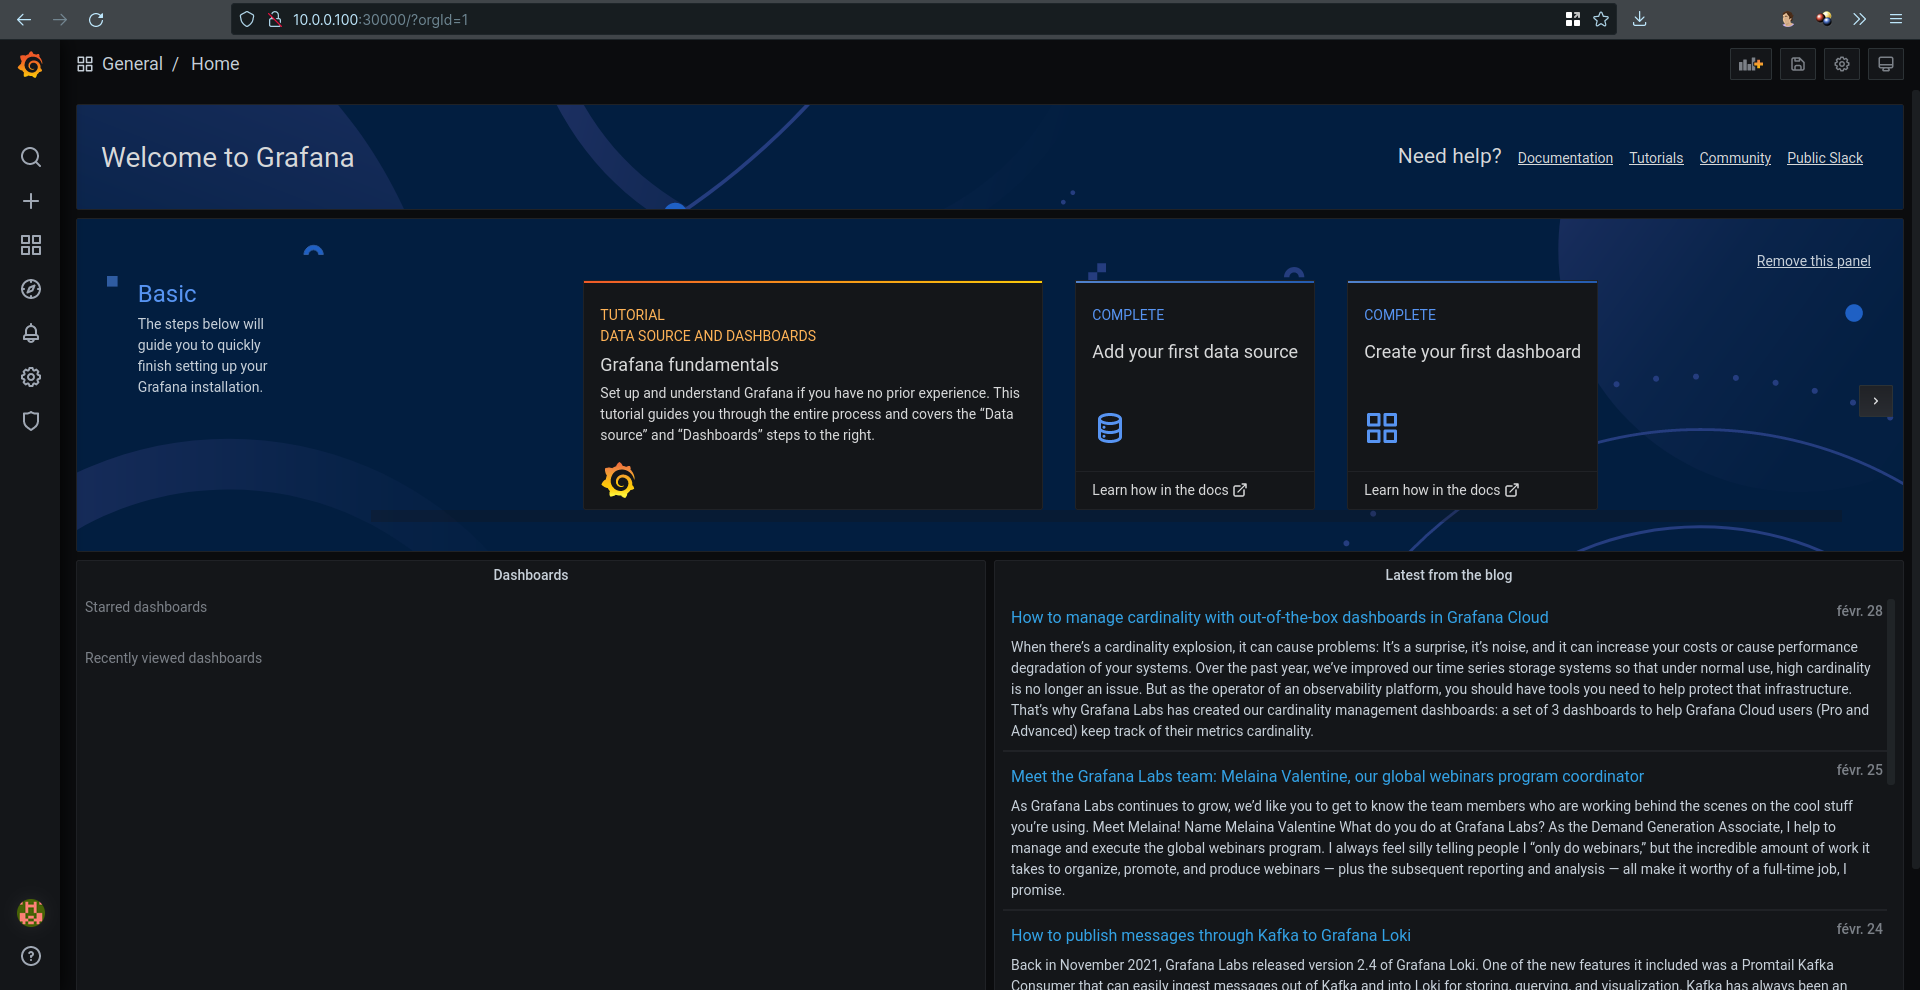 10.0.0.100:30000/?orgId=1
General / Home
Welcome to Grafana
Need help? Documentation Tutorials Community Public Slack
Remove this panel
Basic
The steps below will
guide you to quickly
finish setting up your
Grafana installation.
TUTORIAL
DATA SOURCE AND DASHBOARDS
Grafana fundamentals
Set up and understand Grafana if you have no prior experience. This
tutorial guides you through the entire process and covers the “Data
source” and “Dashboards” steps to the right.
COMPLETE
Add your first data source
Learn how in the docs
COMPLETE
Create your first dashboard
Learn how in the docs
Dashboards
Starred dashboards
Recently viewed dashboards
Latest from the blog
How to manage cardinality with out-of-the-box dashboards in Grafana Cloud
févr. 28
When there’s a cardinality explosion, it can cause problems: It’s a surprise, it’s noise, and it can increase your costs or cause performance
degradation of your systems. Over the past year, we’ve improved our time series storage systems so that under normal use, high cardinality
is no longer an issue. But as the operator of an observability platform, you should have tools you need to help protect that infrastructure.
That’s why Grafana Labs has created our cardinality management dashboards: a set of 3 dashboards to help Grafana Cloud users (Pro and
Advanced) keep track of their metrics cardinality.
Meet the Grafana Labs team: Melaina Valentine, our global webinars program coordinator
févr. 25
As Grafana Labs continues to grow, we’d like you to get to know the team members who are working behind the scenes on the cool stuff
you’re using. Meet Melaina! Name Melaina Valentine What do you do at Grafana Labs? As the Demand Generation Associate, I help to
manage and execute the global webinars program. I always feel silly telling people I “only do webinars,” but the incredible amount of work it
takes to organize, promote, and produce webinars — plus the subsequent reporting and analysis — all make it worthy of a full-time job, I
promise.
How to publish messages through Kafka to Grafana Loki
févr. 24
Back in November 2021, Grafana Labs released version 2.4 of Grafana Loki. One of the new features it included was a Promtail Kafka
Consumer that can easily ingest messages out of Kafka and into Loki for storing, querying, and visualization. Kafka has always been an